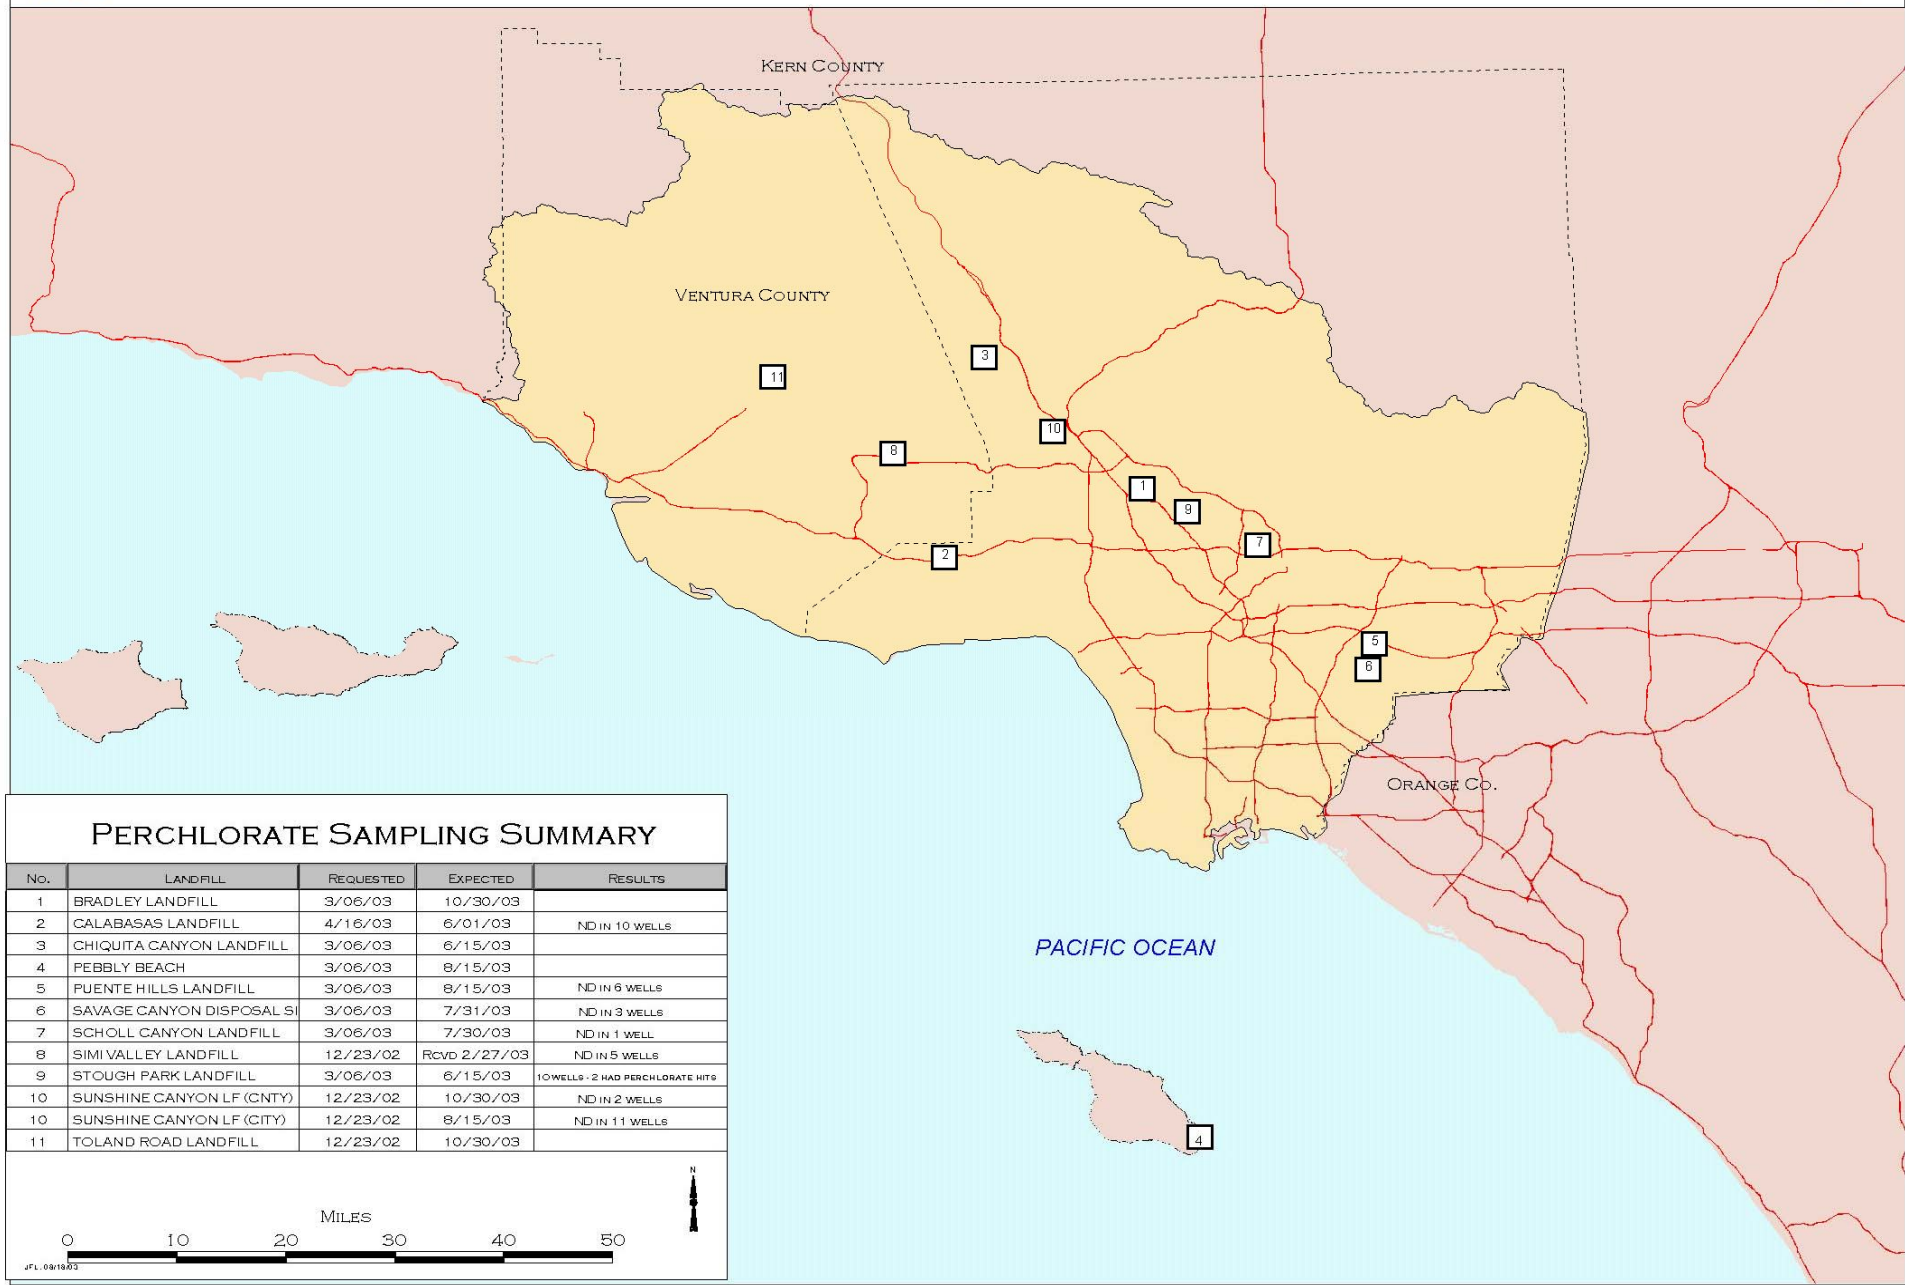 KERN COUNTY
VENTURA COUNTY
3
11
10
8
1
9
7
2
5
6
ORANGE CO.
PACIFIC OCEAN
4
PERCHLORATE SAMPLING SUMMARY
NO. LANDFILL REQUESTED EXPECTED RESULTS
1 BRADLEY LANDFILL 3/06/03 10/30/03
2 CALABASAS LANDFILL 4/16/03 6/01/03 ND IN 10 WELLS
3 CHIQUITA CANYON LANDFILL 3/06/03 6/15/03
4 PEBBLY BEACH 3/06/03 8/15/03
5 PUENTE HILLS LANDFILL 3/06/03 8/15/03 ND IN 6 WELLS
6 SAVAGE CANYON DISPOSAL SI 3/06/03 7/31/03 ND IN 3 WELLS
7 SCHOLL CANYON LANDFILL 3/06/03 7/30/03 ND IN 1 WELL
8 SIMI VALLEY LANDFILL 12/23/02 RCVD 2/27/03 ND IN 5 WELLS
9 STOUGH PARK LANDFILL 3/06/03 6/15/03 10 WELLS - 2 HAD PERCHLORATE HITS
10 SUNSHINE CANYON LF (CNTY) 12/23/02 10/30/03 ND IN 2 WELLS
10 SUNSHINE CANYON LF (CITY) 12/23/02 8/15/03 ND IN 11 WELLS
11 TOLAND ROAD LANDFILL 12/23/02 10/30/03
N
MILES
0 10 20 30 40 50
JFL. 08/18/03